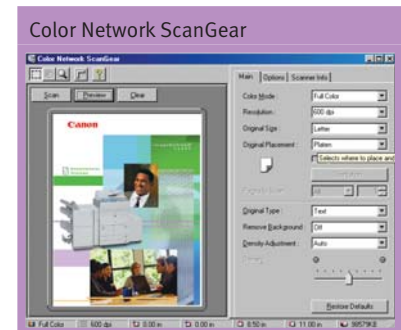 Color Network ScanGear
Color Network ScanGear
Main Options Scanner Info
Scan Preview Clear
Color Mode : Full Color
Resolution : 600 dpi
Original Size : Letter
Original Placement : Platen
Selects where to place and
Canon
Original Type : Text
Remove Background : Off
Density Adjustment : Auto
Restore Defaults
Full Color 600 dpi 0.00 in 0.00 in 8.50 in 11.00 in 98579KB